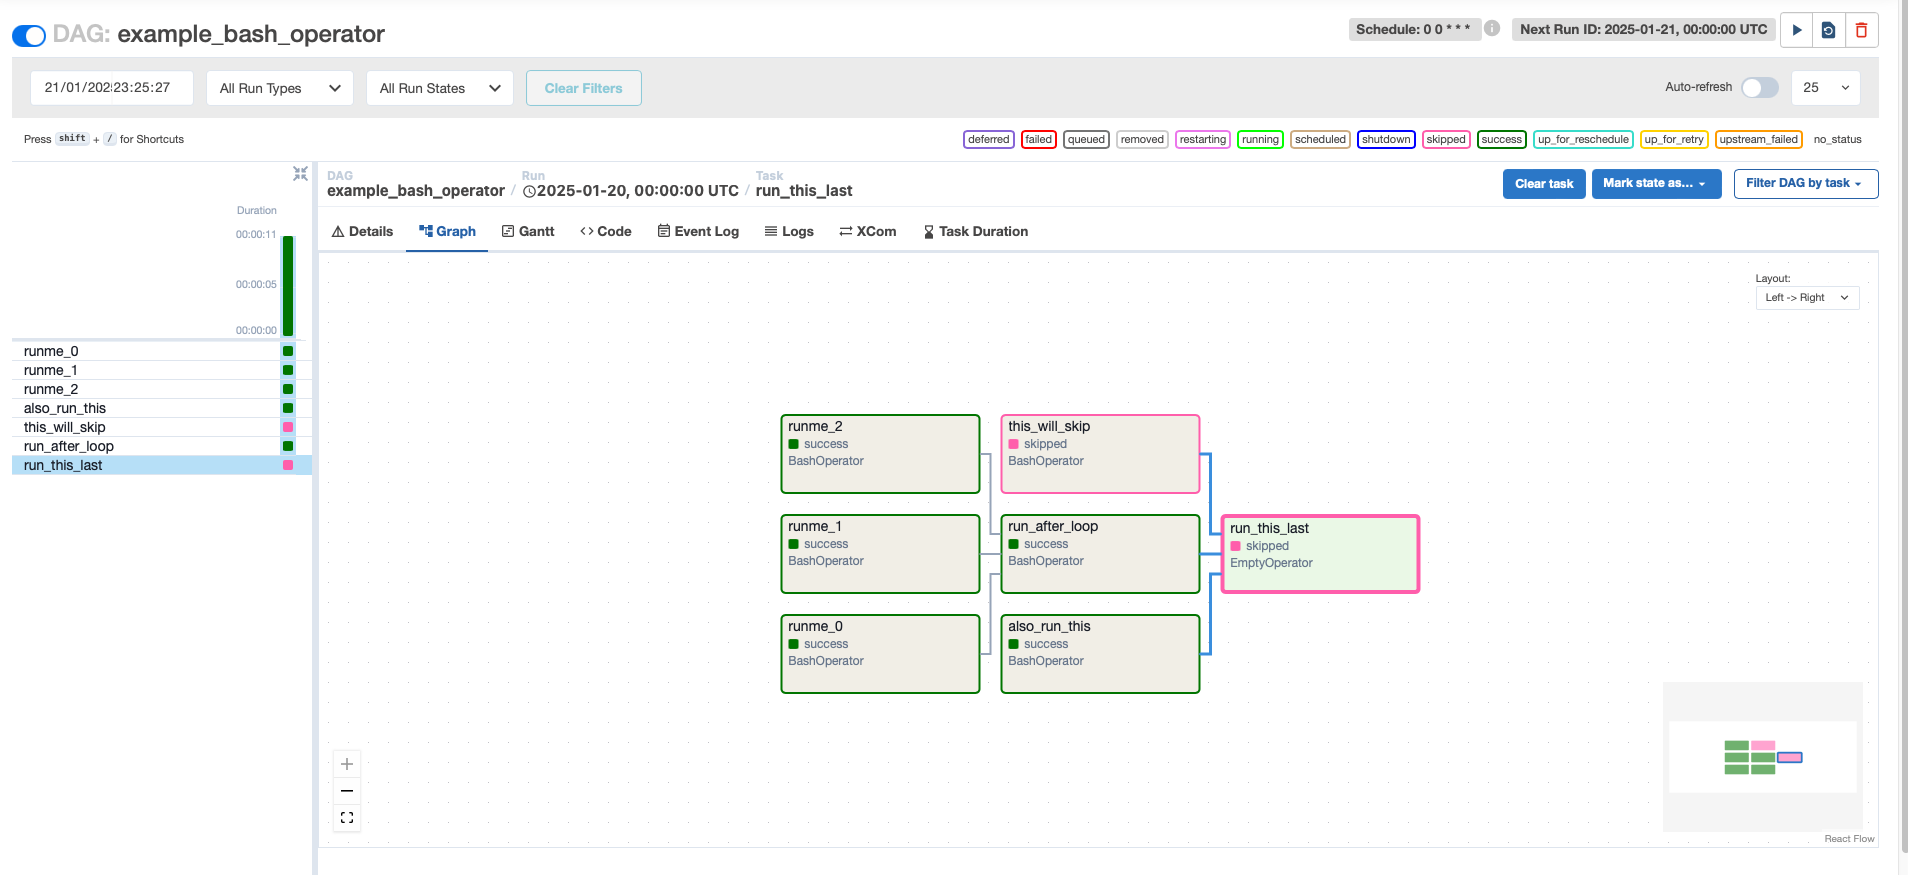 DAG: example_bash_operator
Schedule: 0 0 * * *
Next Run ID: 2025-01-21, 00:00:00 UTC
21/01/202 23:25:27
All Run Types
All Run States
Clear Filters
Auto-refresh
25
Press shift + / for Shortcuts
deferred
failed
queued
removed
restarting
running
scheduled
shutdown
skipped
success
up_for_reschedule
up_for_retry
upstream_failed
no_status
DAG
example_bash_operator /
Run
2025-01-20, 00:00:00 UTC /
Task
run_this_last
Clear task
Mark state as...
Filter DAG by task
Details
Graph
Gantt
Code
Event Log
Logs
XCom
Task Duration
Duration
00:00:11
00:00:05
00:00:00
runme_0
runme_1
runme_2
also_run_this
this_will_skip
run_after_loop
run_this_last
Layout:
Left -> Right
runme_2
success
BashOperator
this_will_skip
skipped
BashOperator
runme_1
success
BashOperator
run_after_loop
success
BashOperator
run_this_last
skipped
EmptyOperator
runme_0
success
BashOperator
also_run_this
success
BashOperator
React Flow